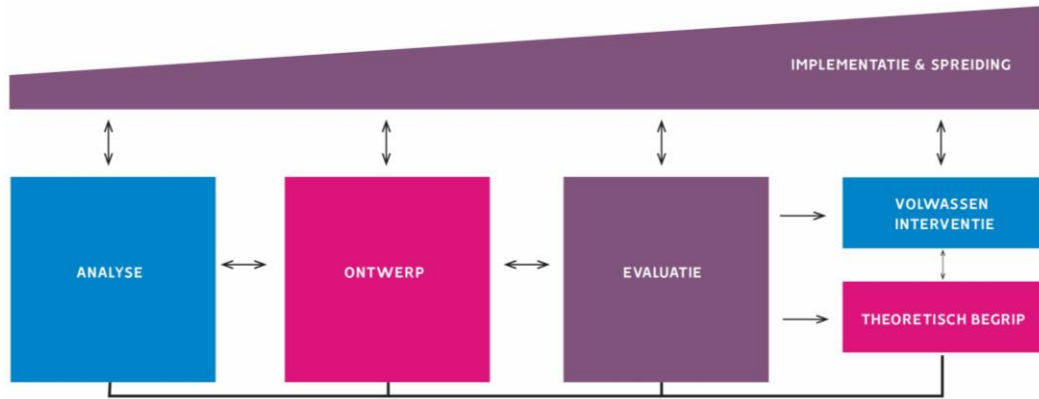 IMPLEMENTATIE & SPREIDING
ANALYSE
ONTWERP
EVALUATIE
VOLWASSEN
INTERVENTIE
THEORETISCH BEGRIP